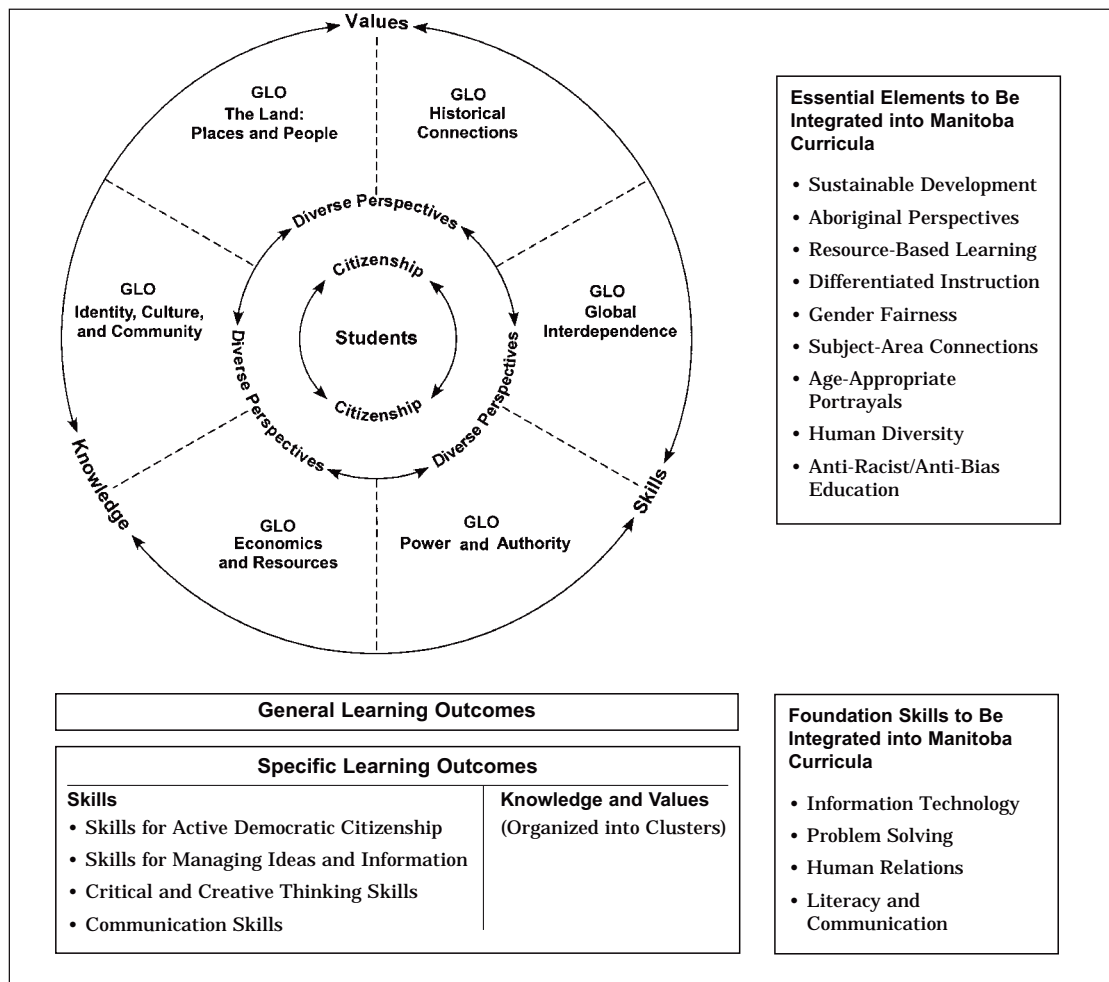 Values
GLO
The Land:
Places and People
GLO
Historical
Connections
GLO
Identity, Culture,
and Community
GLO
Global
Interdependence
GLO
Economics
and Resources
GLO
Power and Authority
Knowledge
Skills
Diverse Perspectives
Diverse Perspectives
Diverse Perspectives
Citizenship
Students
Citizenship
Essential Elements to Be
Integrated into Manitoba
Curricula
• Sustainable Development
• Aboriginal Perspectives
• Resource-Based Learning
• Differentiated Instruction
• Gender Fairness
• Subject-Area Connections
• Age-Appropriate
Portrayals
• Human Diversity
• Anti-Racist/Anti-Bias
Education
General Learning Outcomes
Specific Learning Outcomes
Skills
• Skills for Active Democratic Citizenship
• Skills for Managing Ideas and Information
• Critical and Creative Thinking Skills
• Communication Skills
Knowledge and Values
(Organized into Clusters)
Foundation Skills to Be
Integrated into Manitoba
Curricula
• Information Technology
• Problem Solving
• Human Relations
• Literacy and
Communication